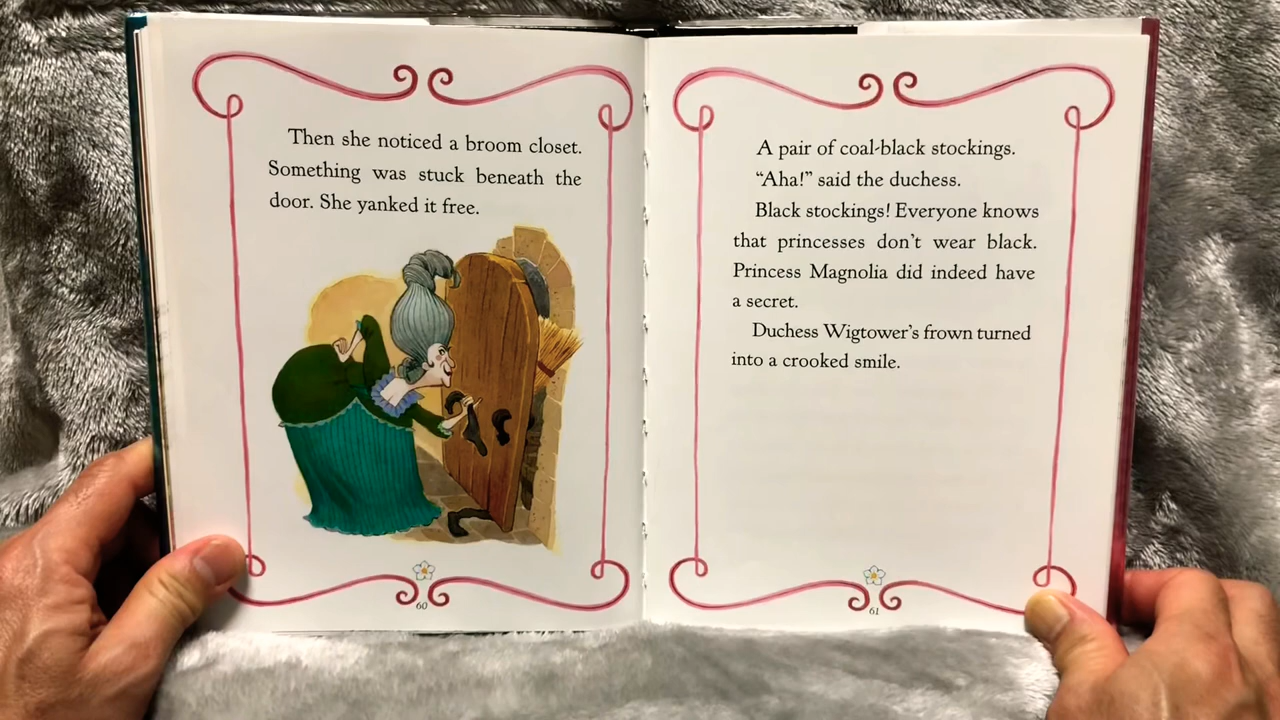 Then she noticed a broom closet.
Something was stuck beneath the
door. She yanked it free.
60
A pair of coal-black stockings.
“Aha!” said the duchess.
Black stockings! Everyone knows
that princesses don’t wear black.
Princess Magnolia did indeed have
a secret.
Duchess Wigtower’s frown turned
into a crooked smile.
61